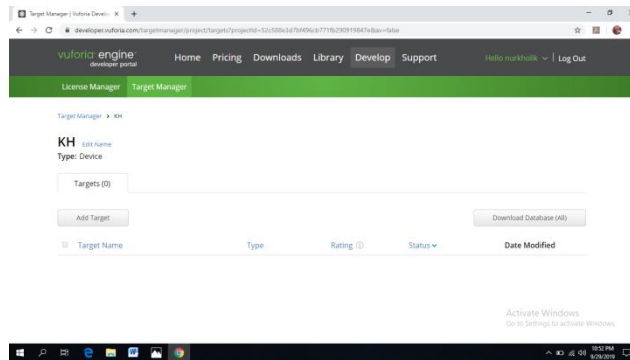 Target Manager | Vuforia Develo
developer.vuforia.com/targetmanager/project/targets?projectId=
vuforia engine
developer portal
Home Pricing Downloads Library Develop Support
Hello nurkholik Log Out
License Manager Target Manager
Target Manager > KH
KH Edit Name
Type: Device
Targets (0)
Add Target
Download Database (All)
Target Name Type Rating Status Date Modified
Activate Windows
Go to Settings to activate Windows.
10:52 PM
9/29/2019